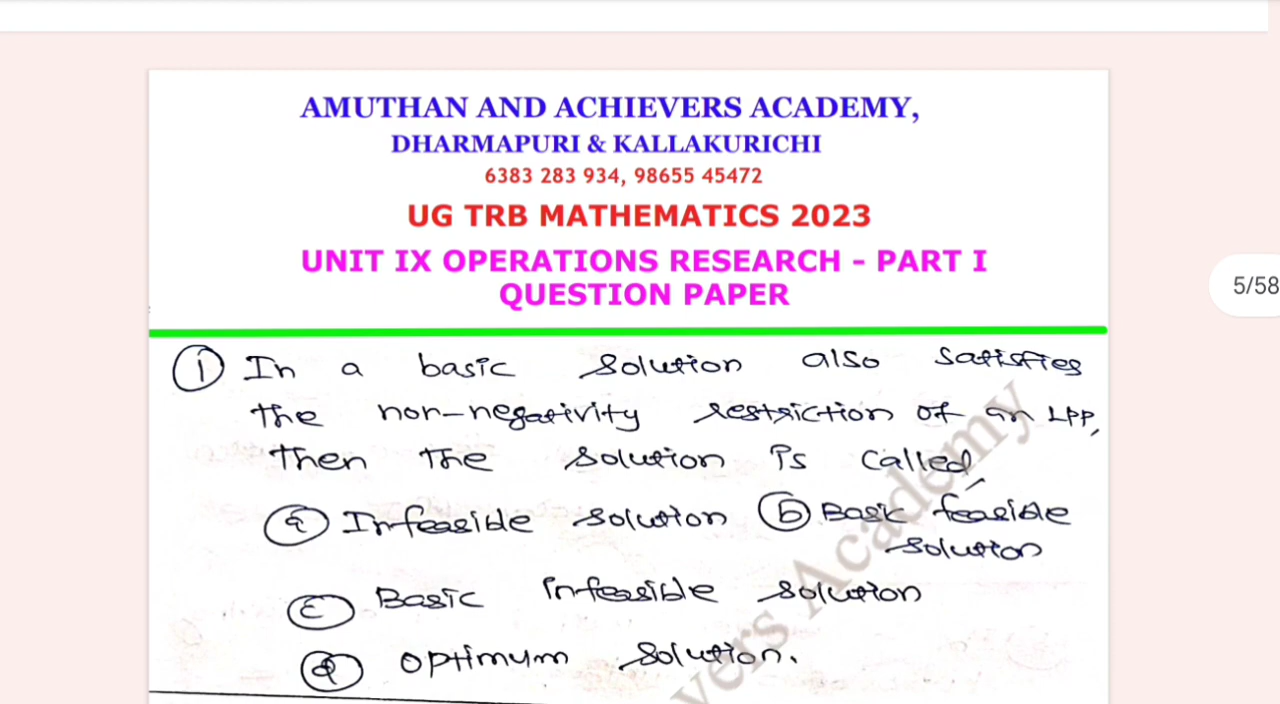 AMUTHAN AND ACHIEVERS ACADEMY,
DHARMAPURI & KALLAKURICHI
6383 283 934, 98655 45472
UG TRB MATHEMATICS 2023
UNIT IX OPERATIONS RESEARCH - PART I
QUESTION PAPER
5/58
① In a basic solution also satisfies
the non-negativity restriction of an LPP,
then the solution is called
ⓐ Infeasible solution ⓑ Basic feasible
solution
ⓒ Basic infeasible solution
ⓓ optimum solution.
vers Academy